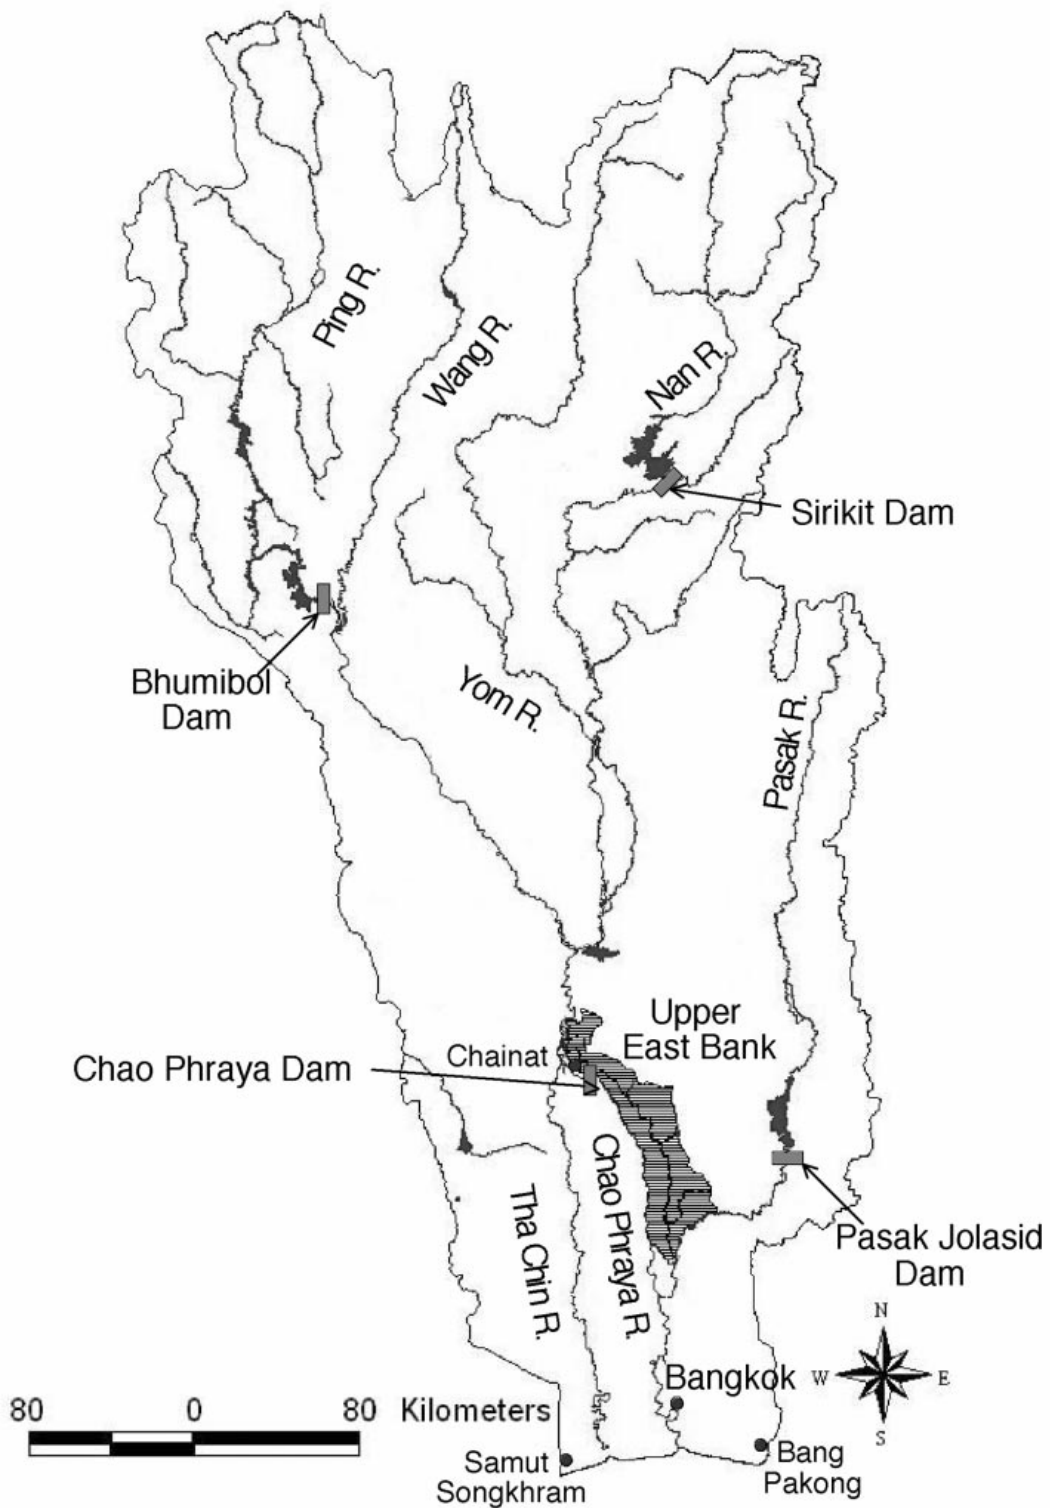 Ping R.
Wang R.
Nan R.
Sirikit Dam
Bhumibol
Dam
Yom R.
Pasak R.
Upper
East Bank
Chainat
Chao Phraya Dam
Tha Chin R.
Chao Phraya R.
Pasak Jolasid
Dam
N
W E
S
Bangkok
80 0 80 Kilometers
Samut
Songkhram
Bang
Pakong